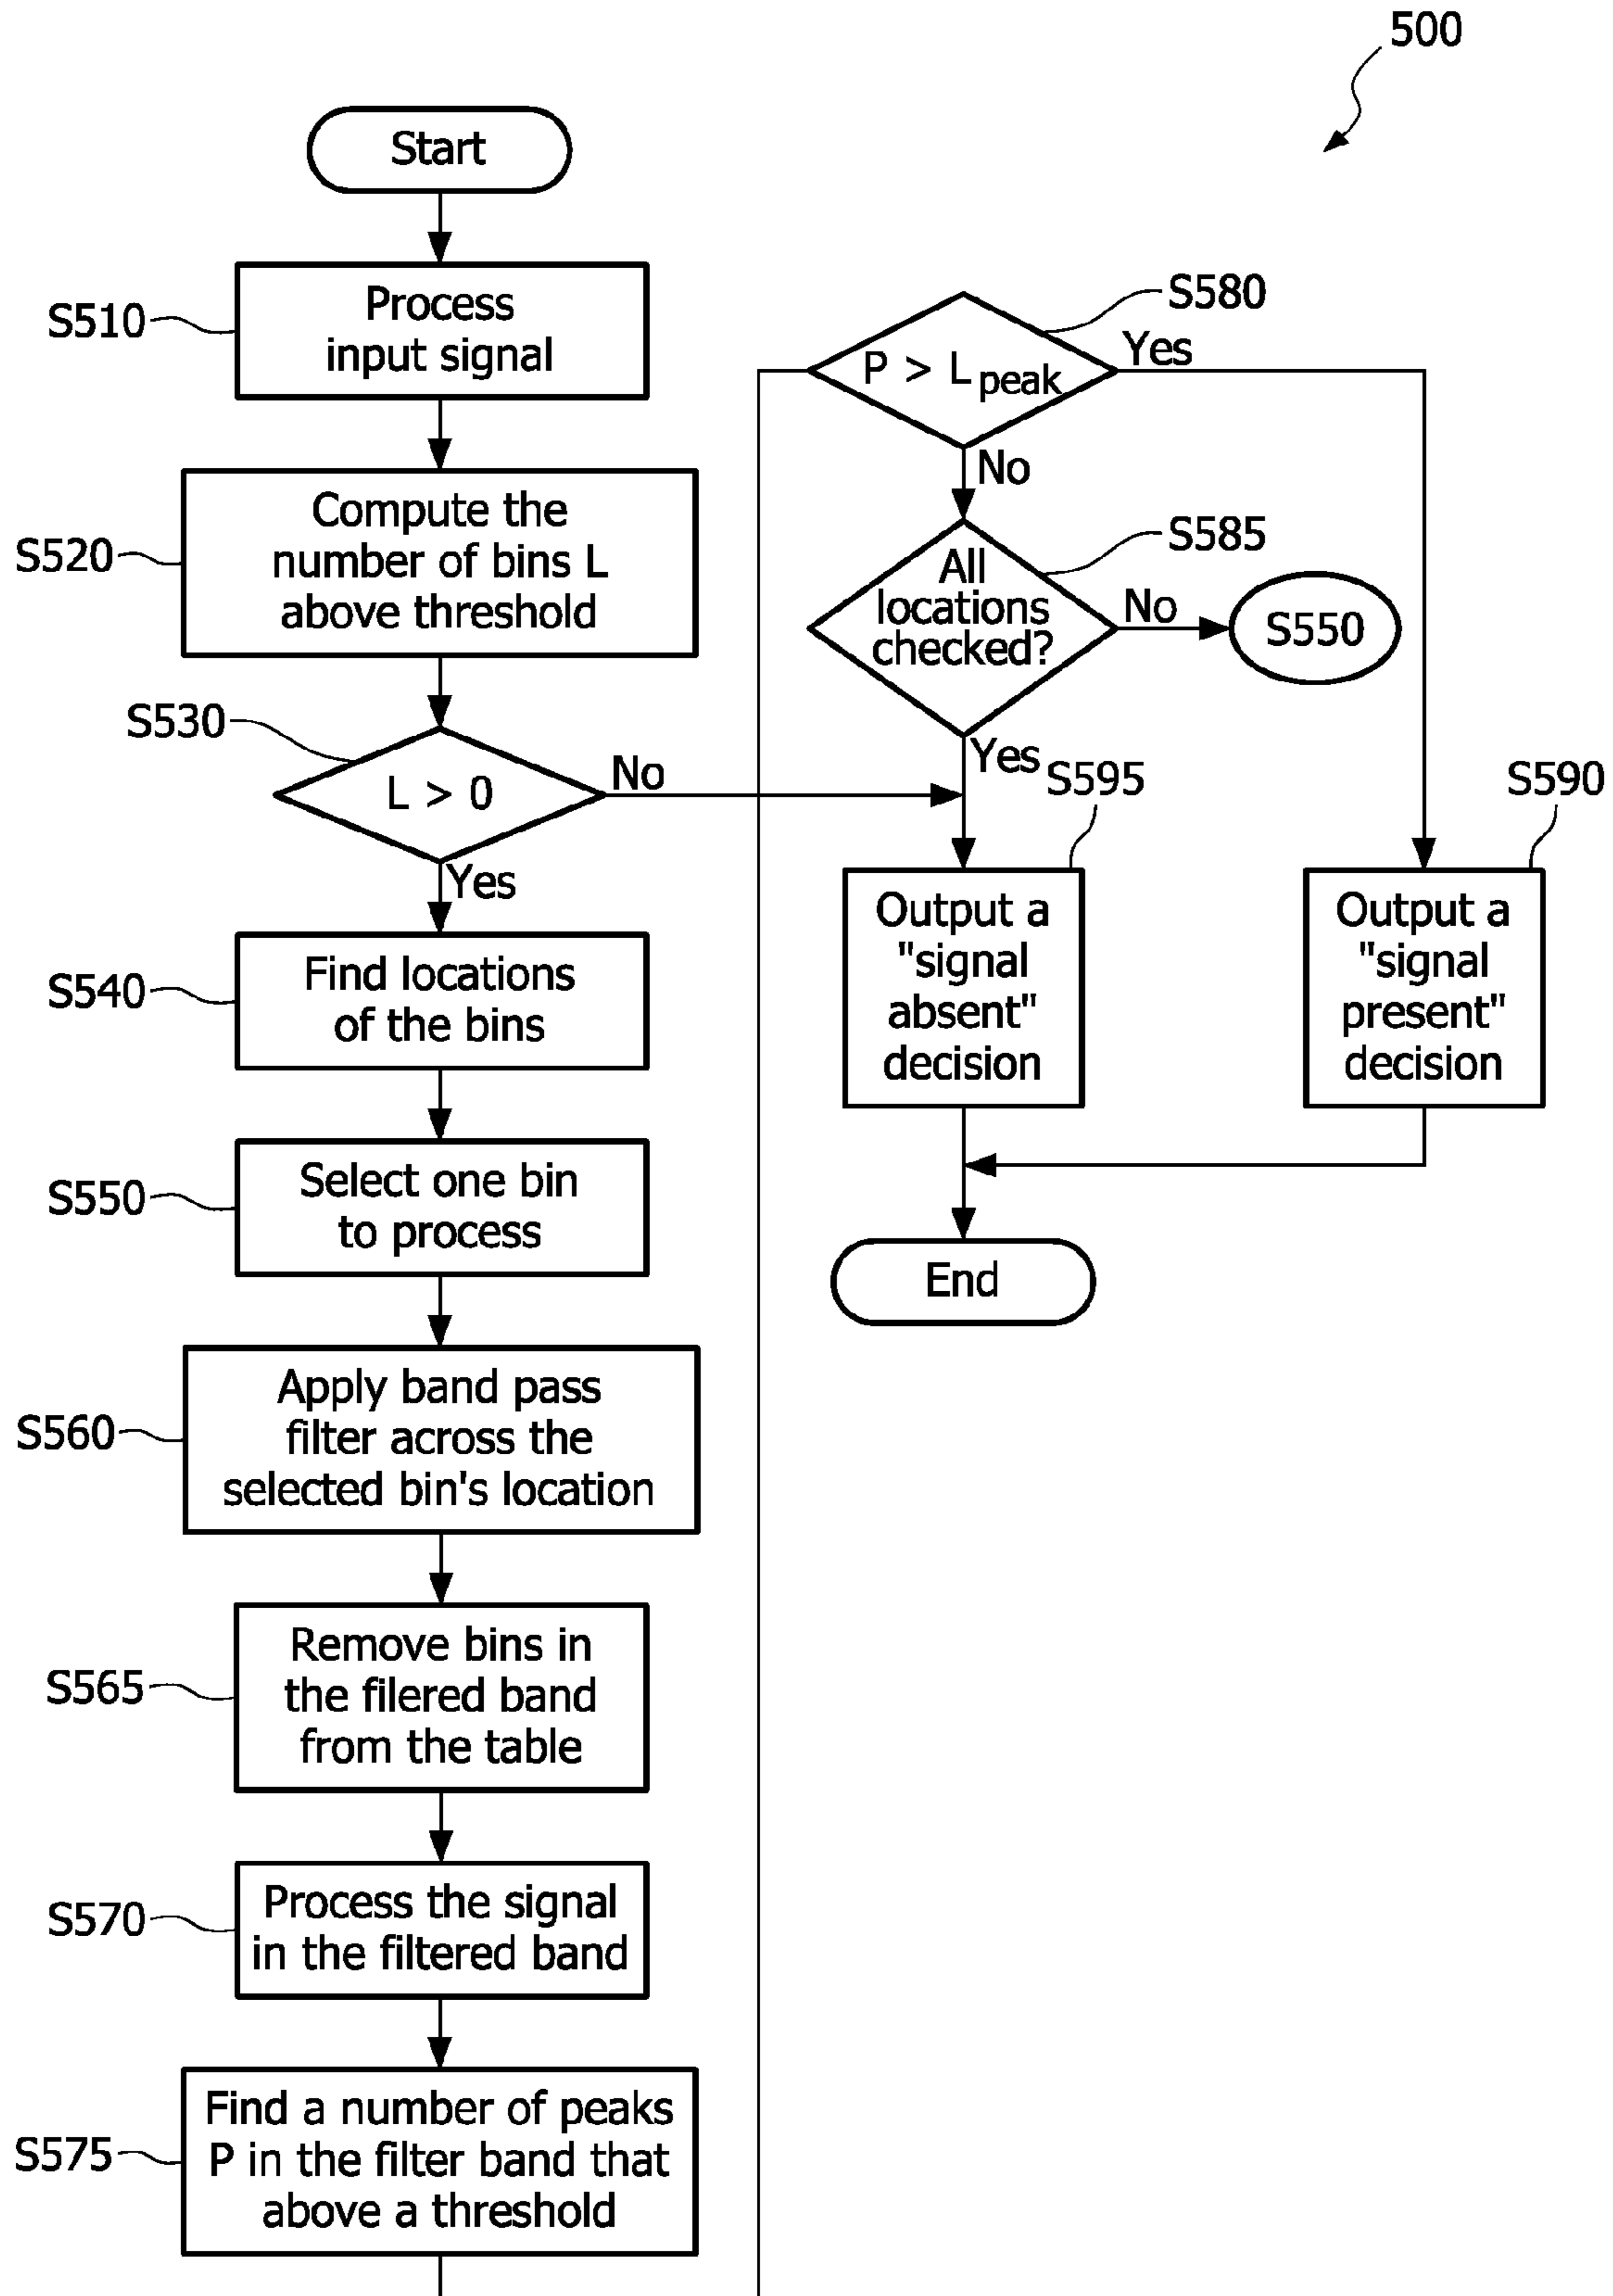 500
Start
S510
Process
input signal
S520
Compute the
number of bins L
above threshold
S530
L > 0
No
Yes
S540
Find locations
of the bins
S550
Select one bin
to process
S560
Apply band pass
filter across the
selected bin's location
S565
Remove bins in
the filered band
from the table
S570
Process the signal
in the filtered band
S575
Find a number of peaks
P in the filter band that
above a threshold
S580
P > Lpeak
Yes
No
S585
All
locations
checked?
No
S550
Yes
S595
Output a
"signal
absent"
decision
S590
Output a
"signal
present"
decision
End